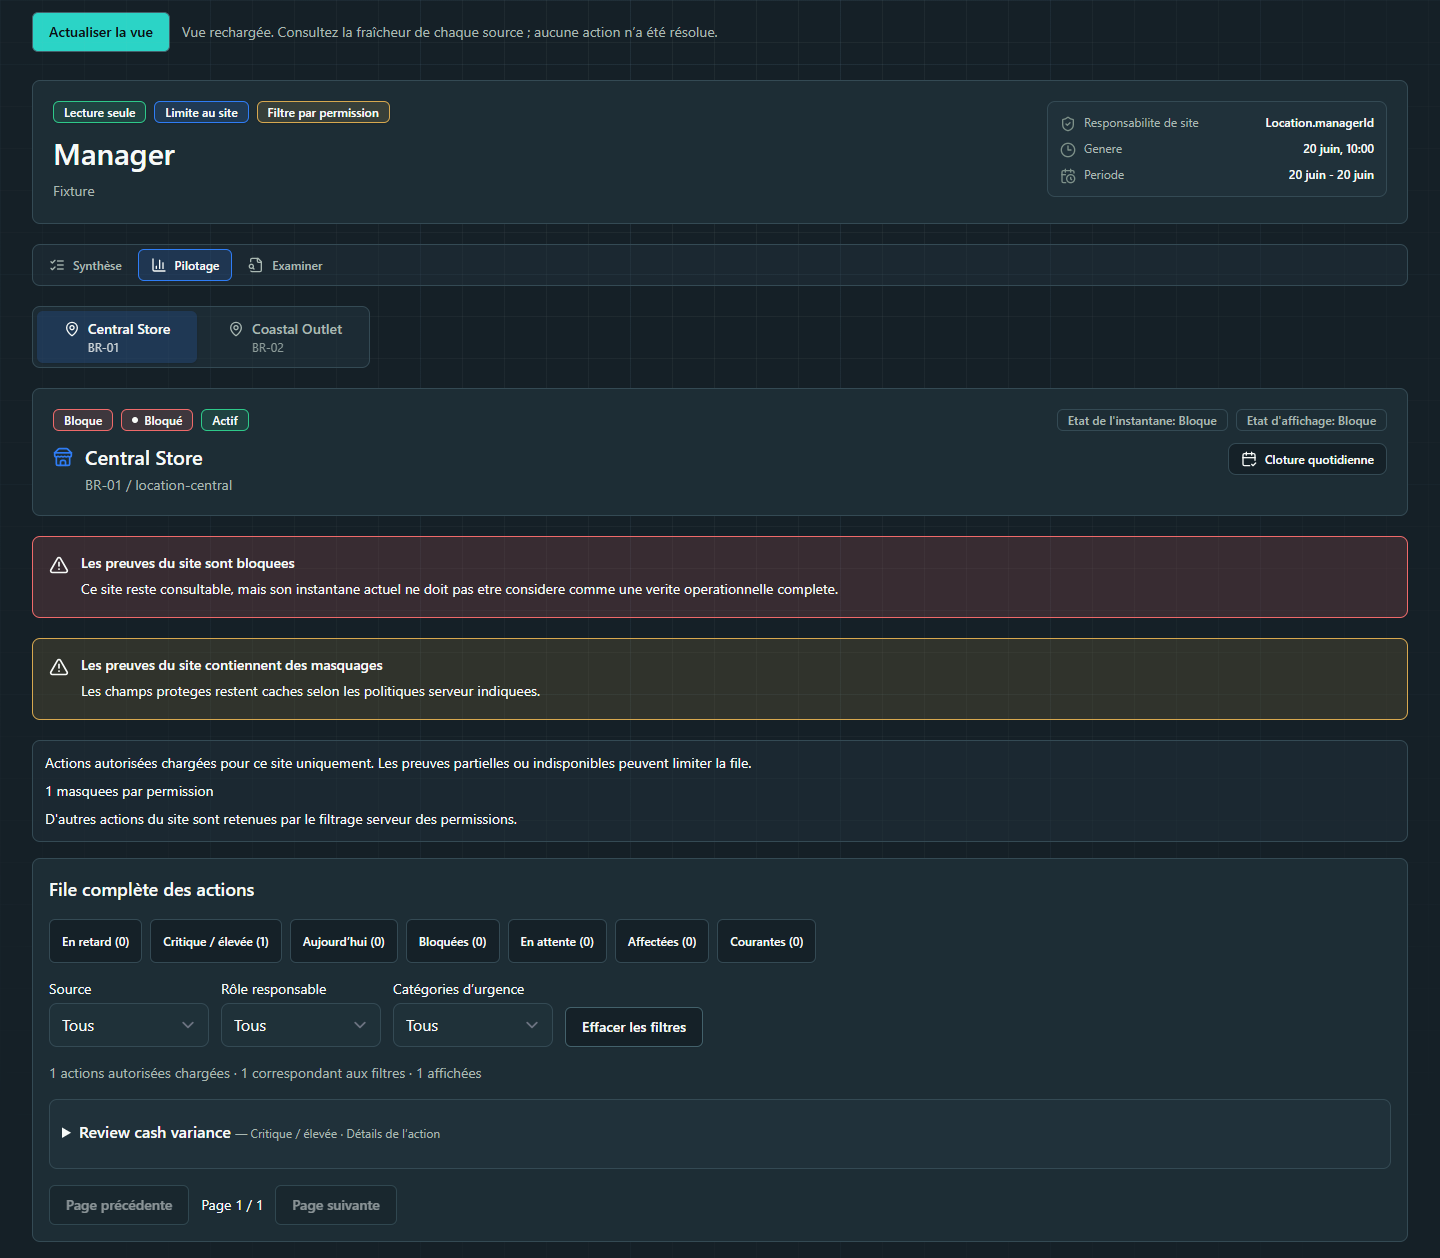 Actualiser la vue
Vue rechargée. Consultez la fraîcheur de chaque source ; aucune action n’a été résolue.
Lecture seule
Limite au site
Filtre par permission
Manager
Fixture
Responsabilite de site
Location.managerId
Genere
20 juin, 10:00
Periode
20 juin - 20 juin
Synthèse
Pilotage
Examiner
Central Store
BR-01
Coastal Outlet
BR-02
Bloque
Bloqué
Actif
Etat de l'instantane: Bloque
Etat d'affichage: Bloque
Central Store
BR-01 / location-central
Cloture quotidienne
Les preuves du site sont bloquees
Ce site reste consultable, mais son instantane actuel ne doit pas etre considere comme une verite operationnelle complete.
Les preuves du site contiennent des masquages
Les champs proteges restent caches selon les politiques serveur indiquees.
Actions autorisées chargées pour ce site uniquement. Les preuves partielles ou indisponibles peuvent limiter la file.
1 masquees par permission
D'autres actions du site sont retenues par le filtrage serveur des permissions.
File complète des actions
En retard (0)
Critique / élevée (1)
Aujourd’hui (0)
Bloquées (0)
En attente (0)
Affectées (0)
Courantes (0)
Source
Rôle responsable
Catégories d’urgence
Tous
Tous
Tous
Effacer les filtres
1 actions autorisées chargées · 1 correspondant aux filtres · 1 affichées
Review cash variance — Critique / élevée · Détails de l’action
Page précédente
Page 1 / 1
Page suivante